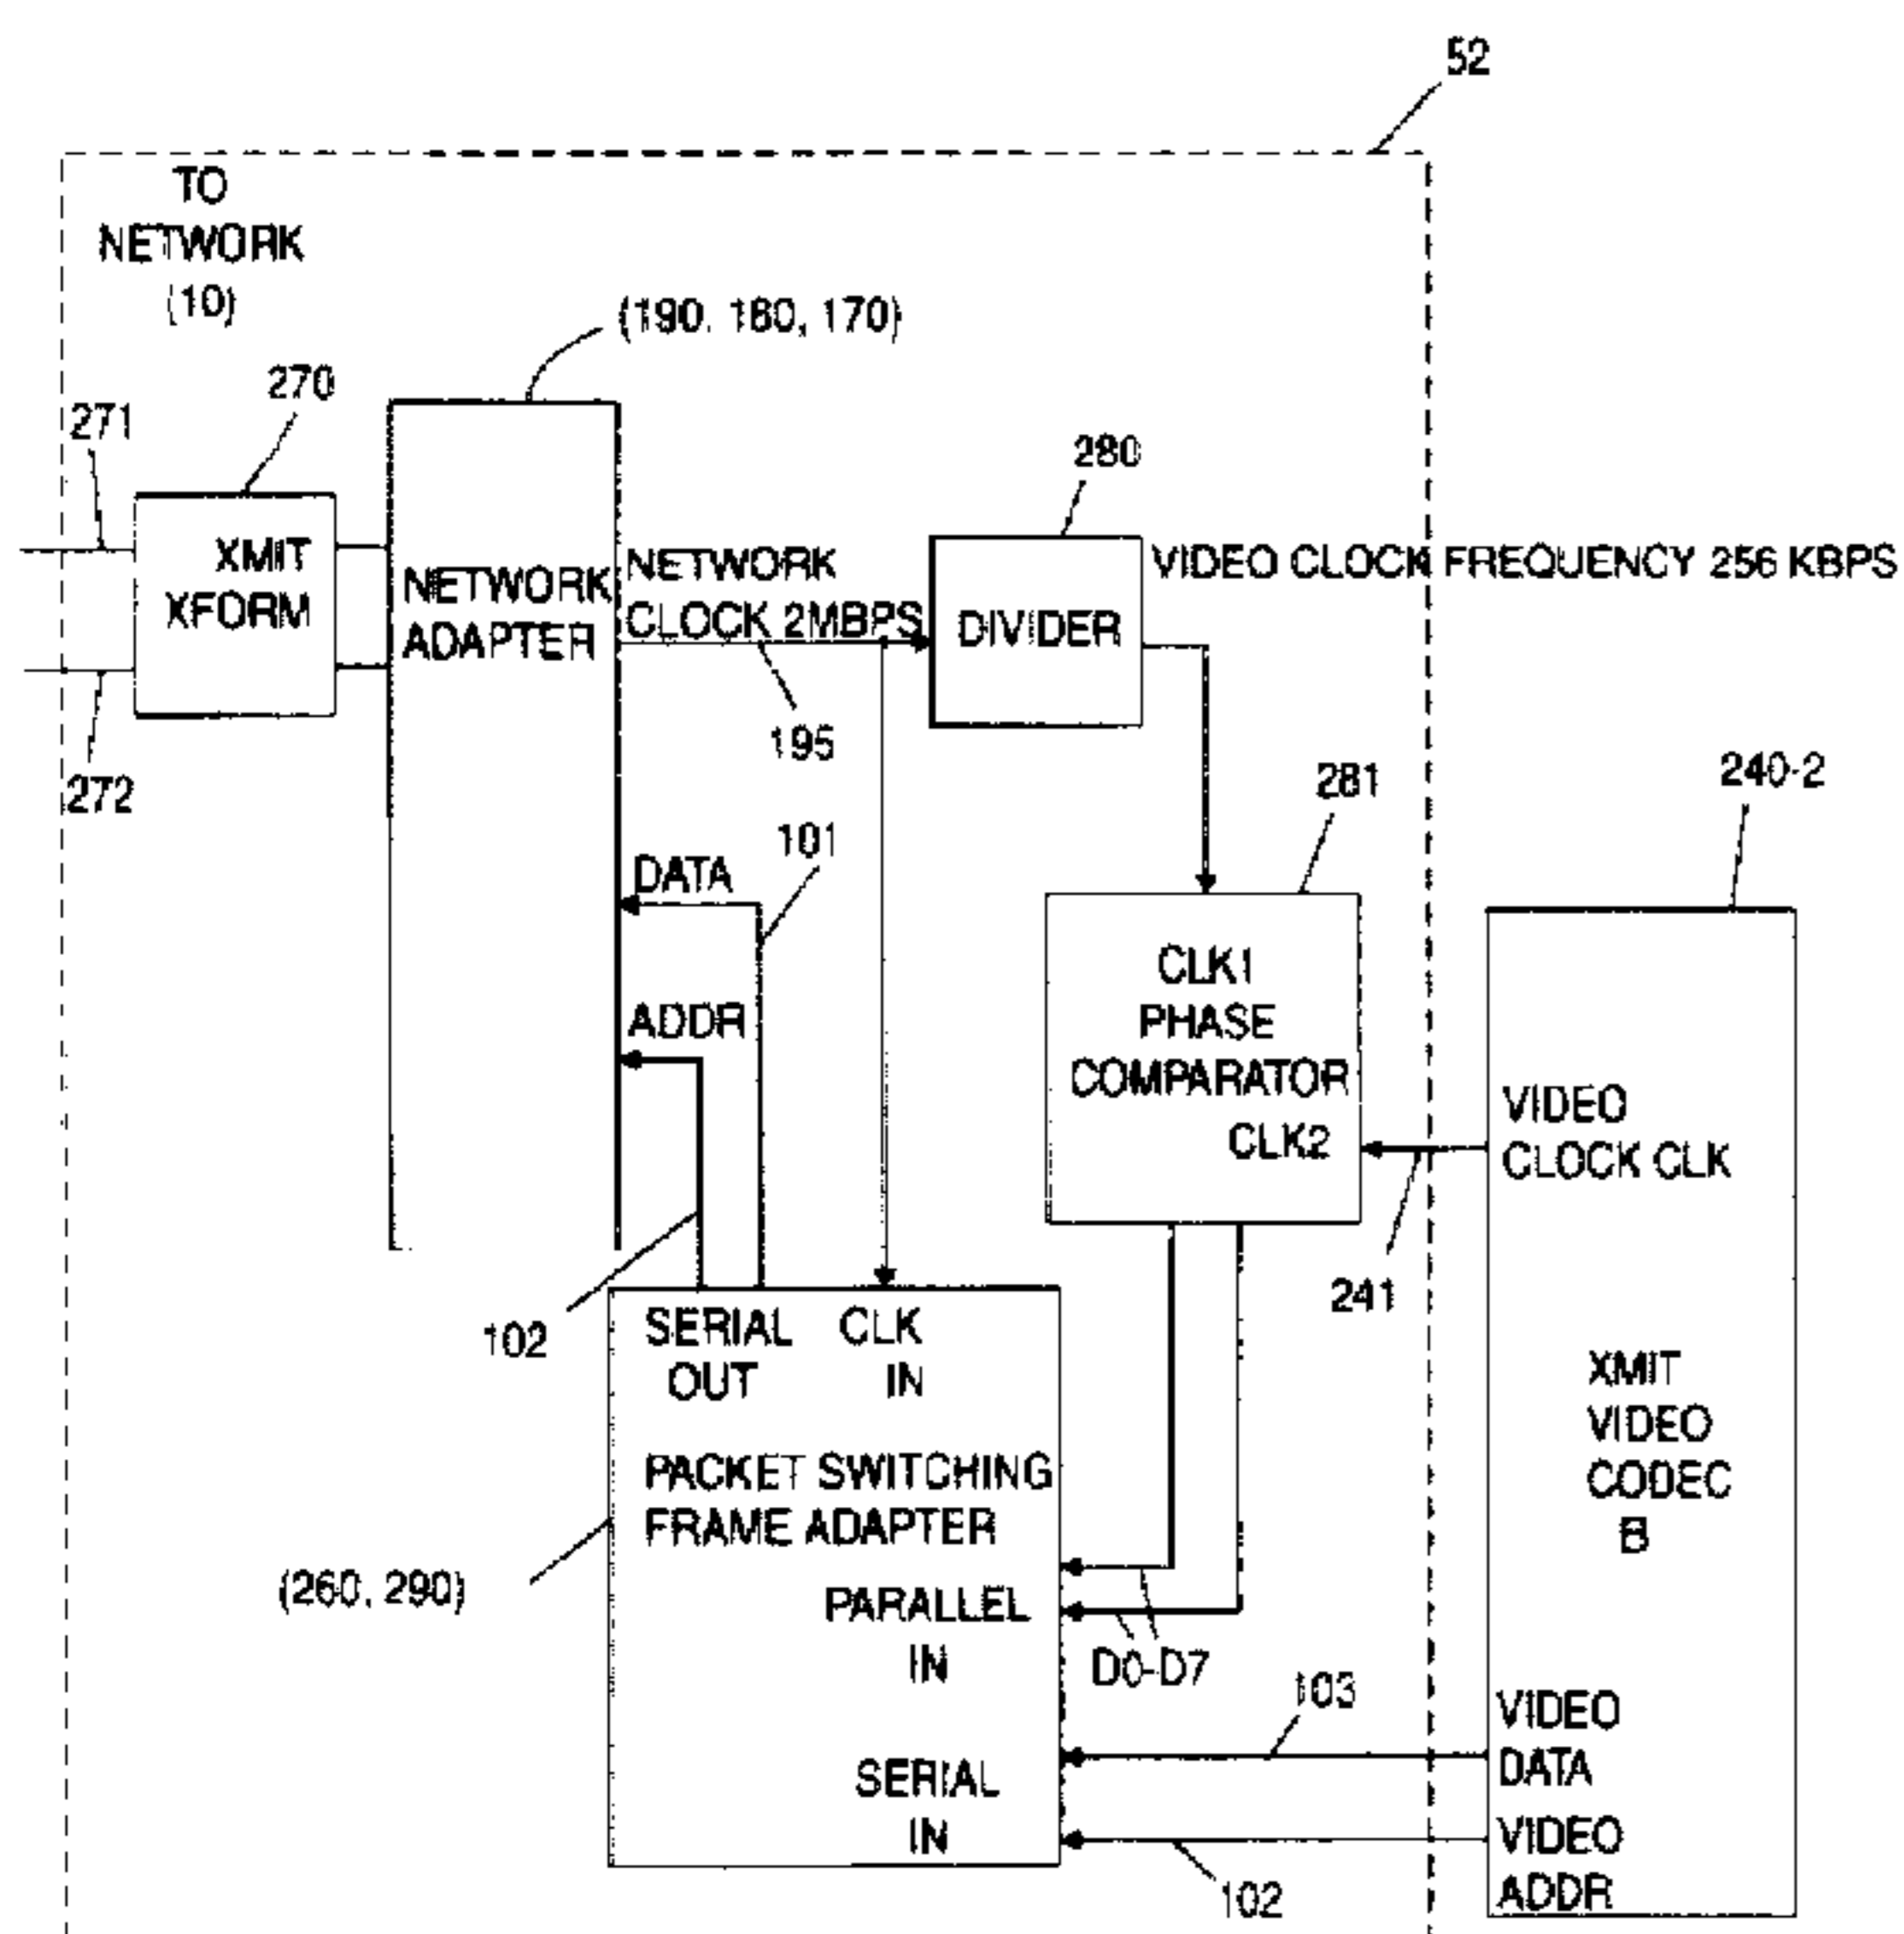 52
TO
NETWORK
(10)
(190, 180, 170)
270
271
280
XMIT
XFORM
NETWORK
ADAPTER
NETWORK
CLOCK 2MBPS
DIVIDER
VIDEO CLOCK FREQUENCY 256 KBPS
195
272
281
240-2
101
DATA
ADDR
CLK1
PHASE
COMPARATOR
CLK2
VIDEO
CLOCK CLK
241
102
SERIAL
OUT
CLK
IN
XMIT
VIDEO
CODEC
B
PACKET SWITCHING
FRAME ADAPTER
(260, 290)
PARALLEL
IN
D0-D7
103
VIDEO
DATA
SERIAL
IN
VIDEO
ADDR
102